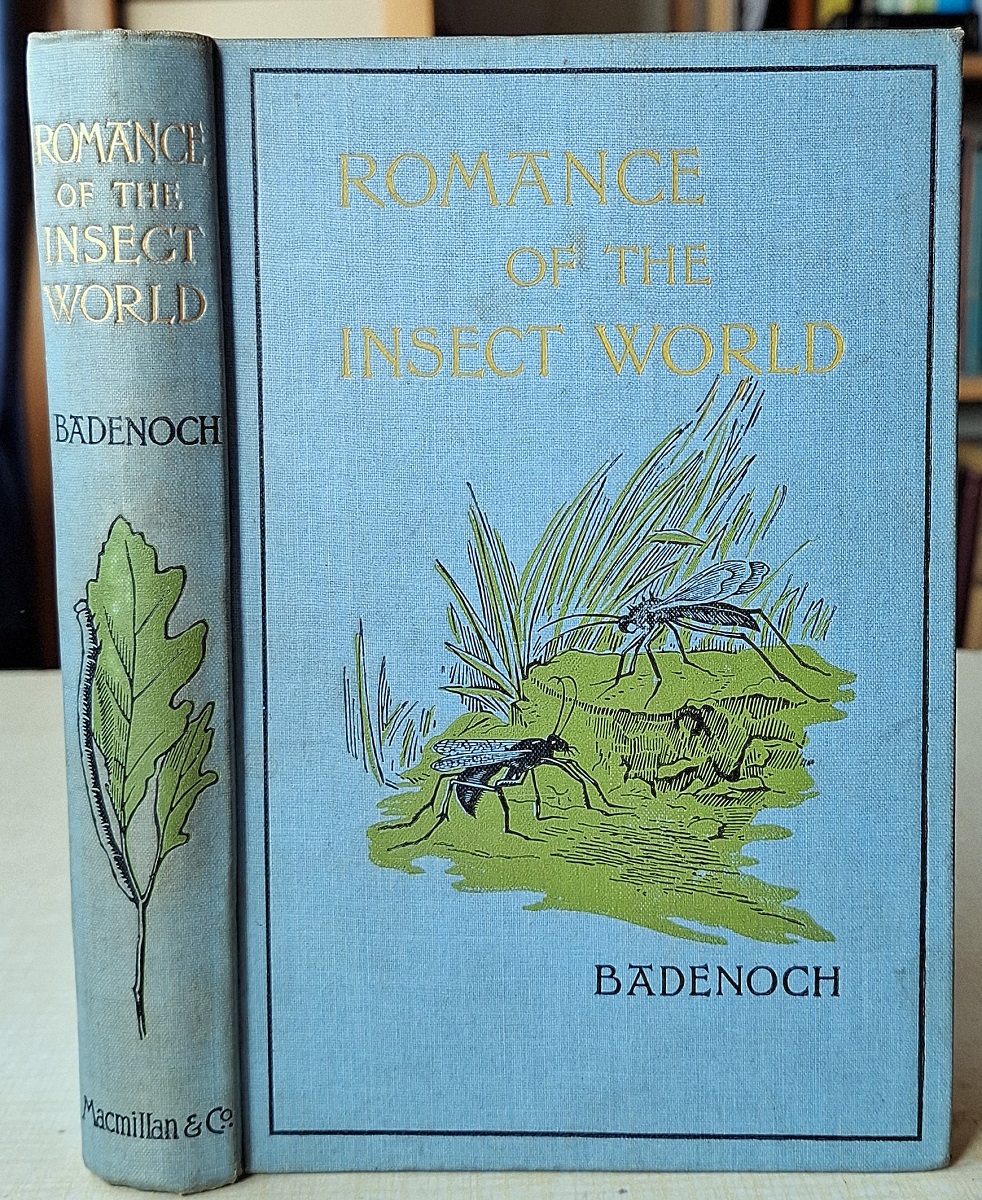 ROMANCE
OF THE
INSECT
WORLD
BADENOCH
Macmillan & Co.
ROMANCE
OF THE
INSECT WORLD
BADENOCH